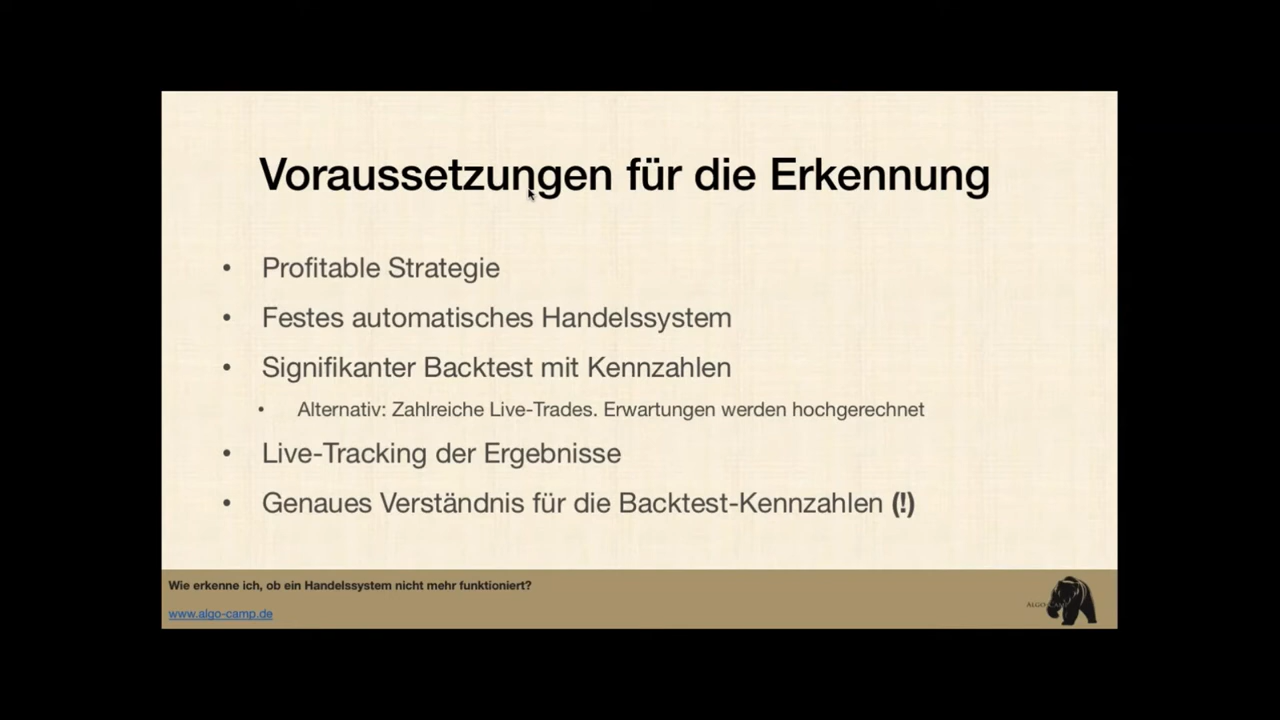 Voraussetzungen für die Erkennung
• Profitable Strategie
• Festes automatisches Handelssystem
• Signifikanter Backtest mit Kennzahlen
• Alternativ: Zahlreiche Live-Trades. Erwartungen werden hochgerechnet
• Live-Tracking der Ergebnisse
• Genaues Verständnis für die Backtest-Kennzahlen (!)
Wie erkenne ich, ob ein Handelssystem nicht mehr funktioniert?
www.algo-camp.de